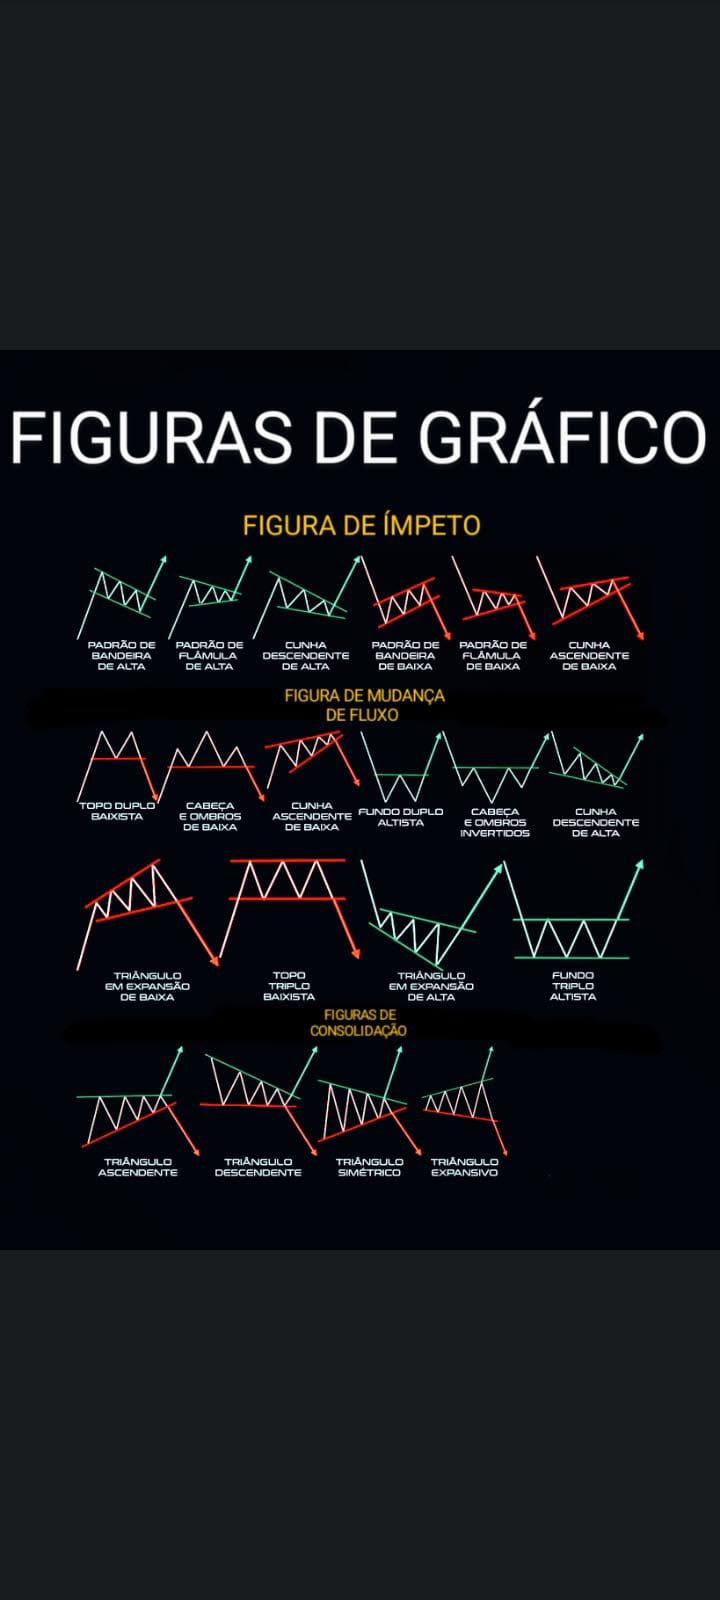 FIGURAS DE GRÁFICO
FIGURA DE ÍMPETO
PADRÃO DE
BANDEIRA
DE ALTA
PADRÃO DE
FLÂMULA
DE ALTA
CUNHA
DESCENDENTE
DE ALTA
PADRÃO DE
BANDEIRA
DE BAIXA
PADRÃO DE
FLÂMULA
DE BAIXA
CUNHA
ASCENDENTE
DE BAIXA
FIGURA DE MUDANÇA
DE FLUXO
TOPO DUPLO
BAIXISTA
CABEÇA
E OMBROS
DE BAIXA
CUNHA
ASCENDENTE
DE BAIXA
FUNDO DUPLO
ALTISTA
CABEÇA
E OMBROS
INVERTIDOS
CUNHA
DESCENDENTE
DE ALTA
TRIÂNGULO
EM EXPANSÃO
DE BAIXA
TOPO
TRIPLO
BAIXISTA
TRIÂNGULO
EM EXPANSÃO
DE ALTA
FUNDO
TRIPLO
ALTISTA
FIGURAS DE
CONSOLIDAÇÃO
TRIÂNGULO
ASCENDENTE
TRIÂNGULO
DESCENDENTE
TRIÂNGULO
SIMÉTRICO
TRIÂNGULO
EXPANSIVO